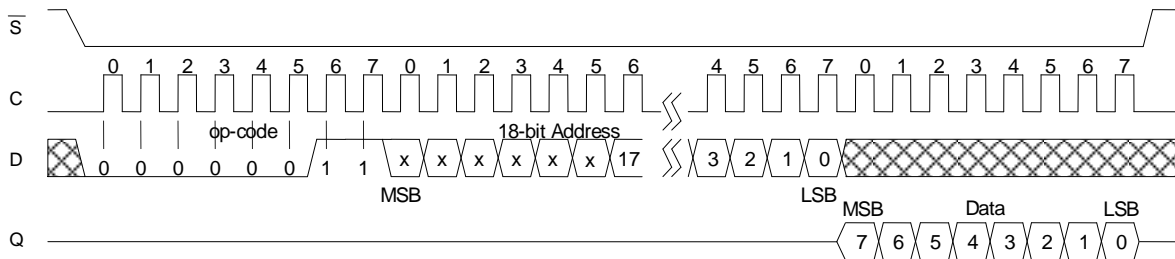 S
0 1 2 3 4 5 6 7 0 1 2 3 4 5 6 4 5 6 7 0 1 2 3 4 5 6 7
C
op-code 18-bit Address
D 0 0 0 0 0 0 1 1 x x x x x x 17 3 2 1 0
MSB LSB MSB Data LSB
Q 7 6 5 4 3 2 1 0